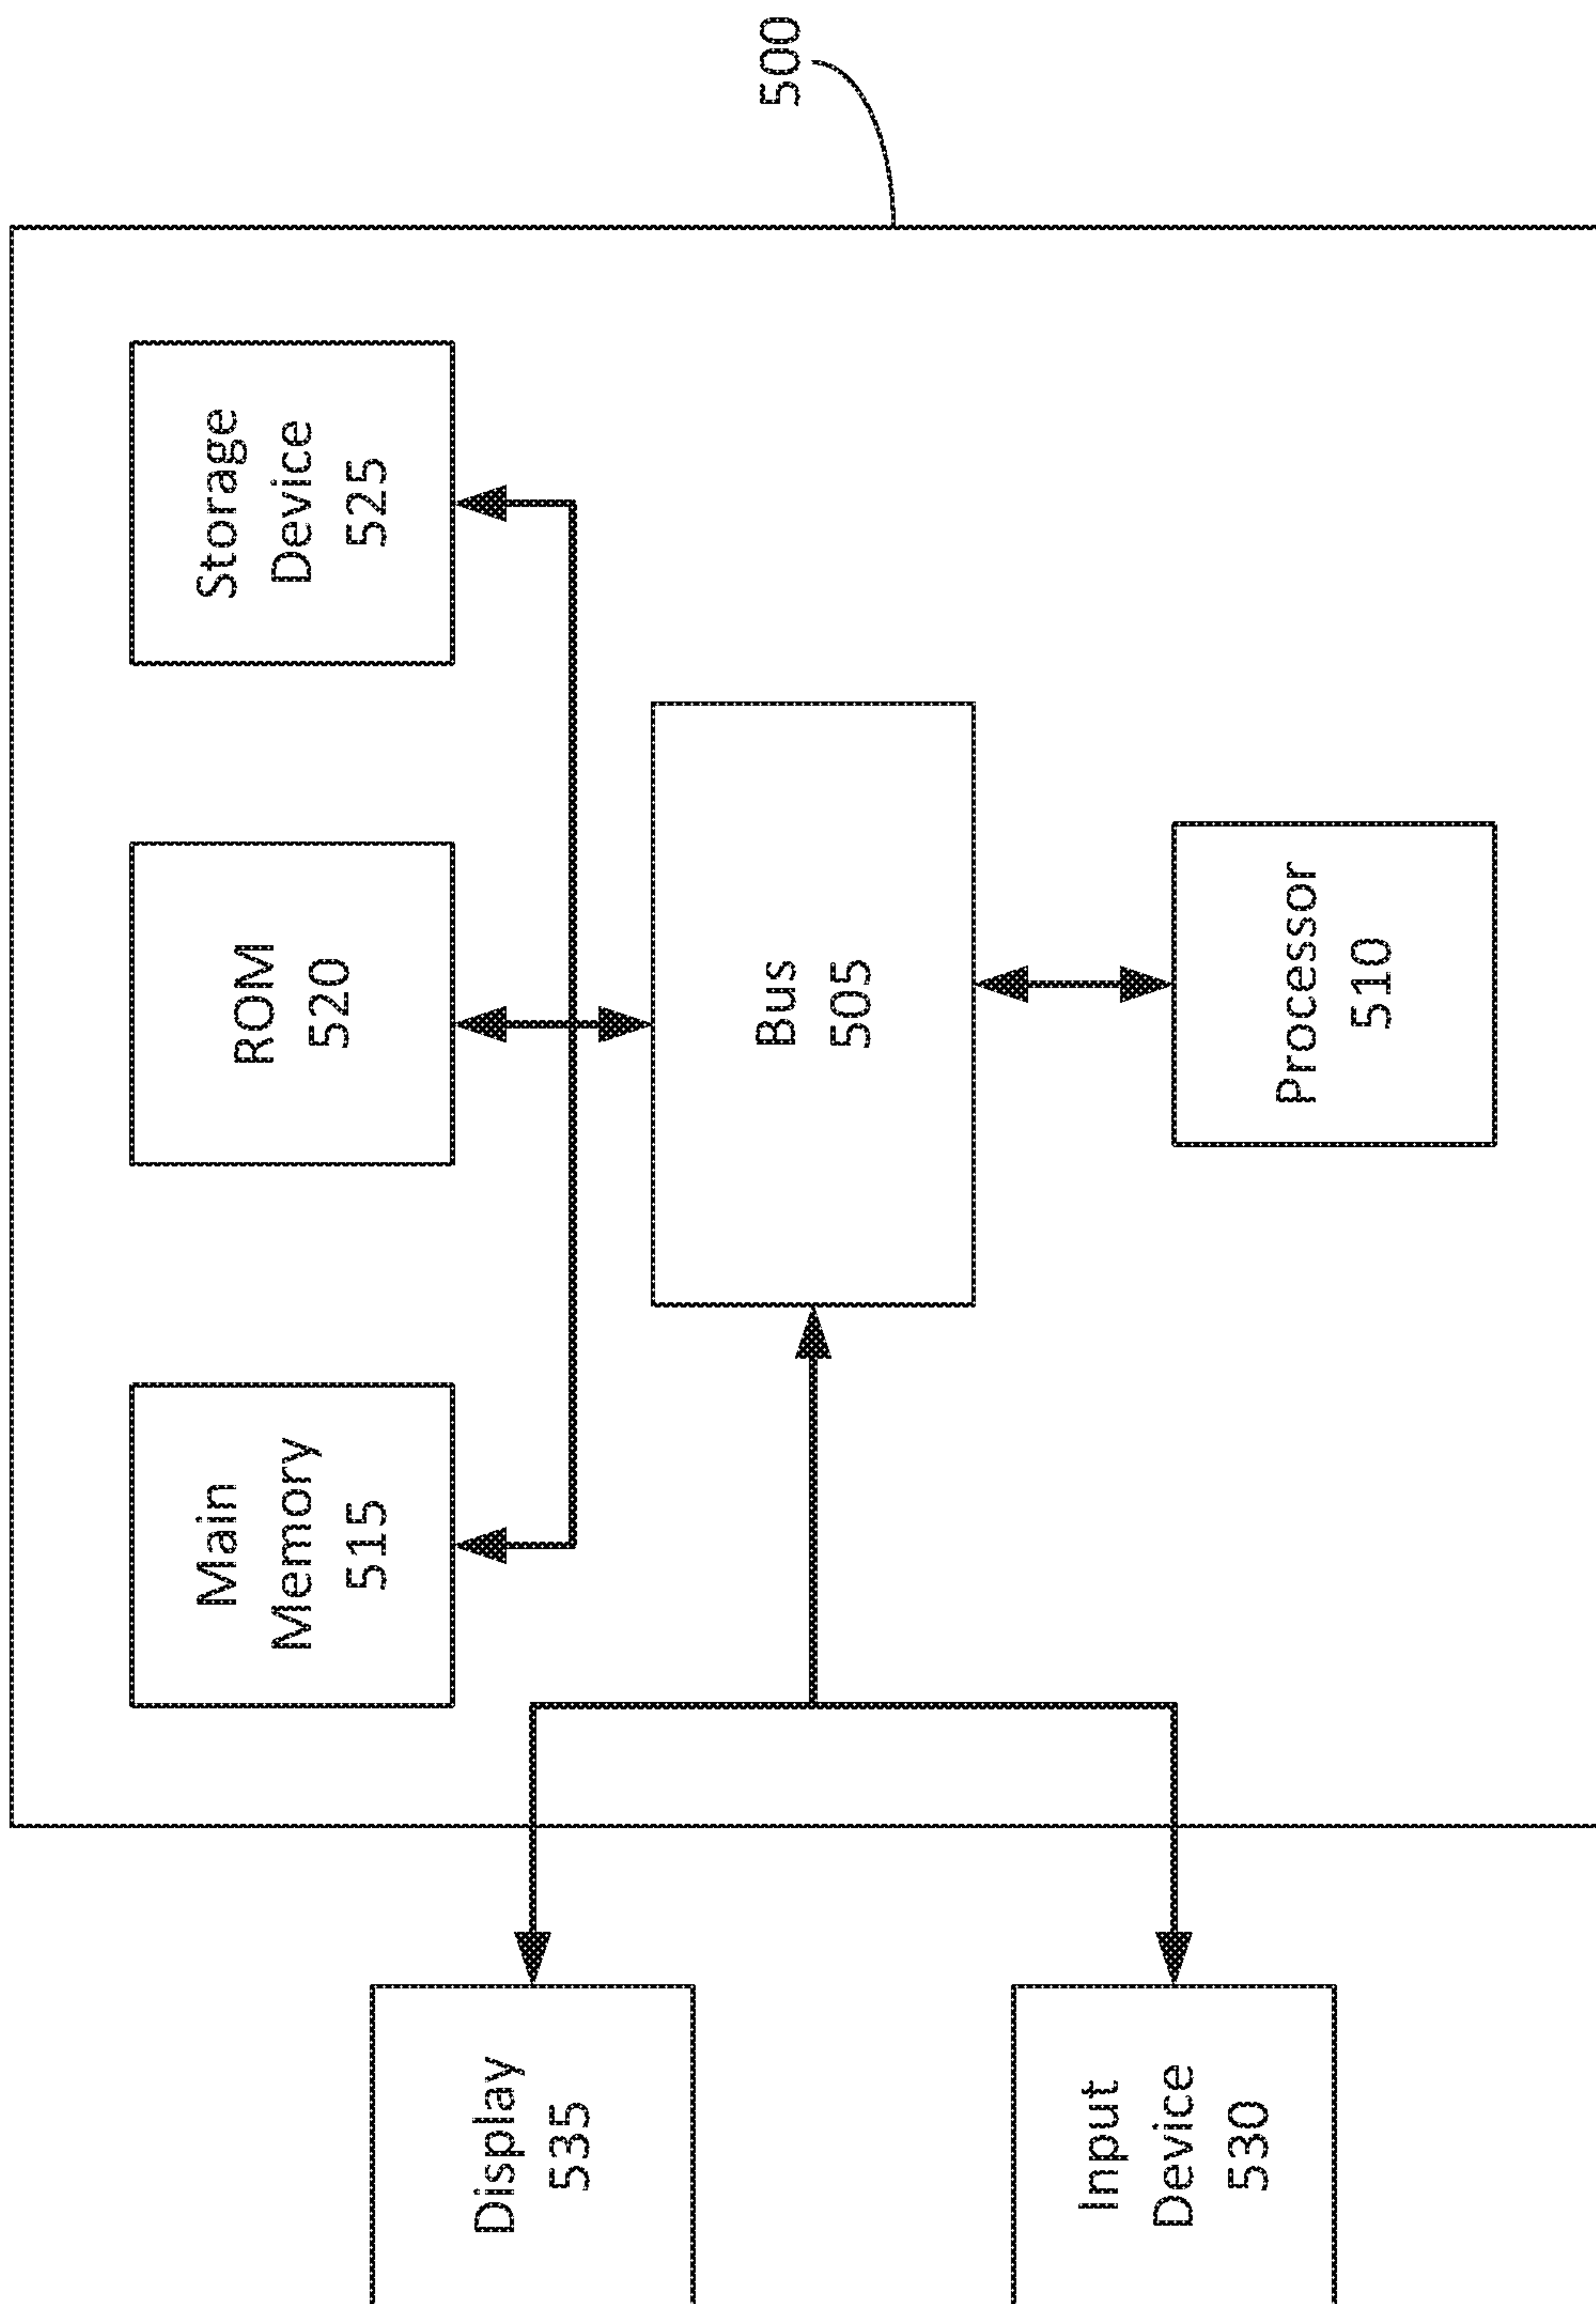 500
Main
Memory
515
ROM
520
Storage
Device
525
Display
535
Bus
505
Input
Device
530
Processor
510